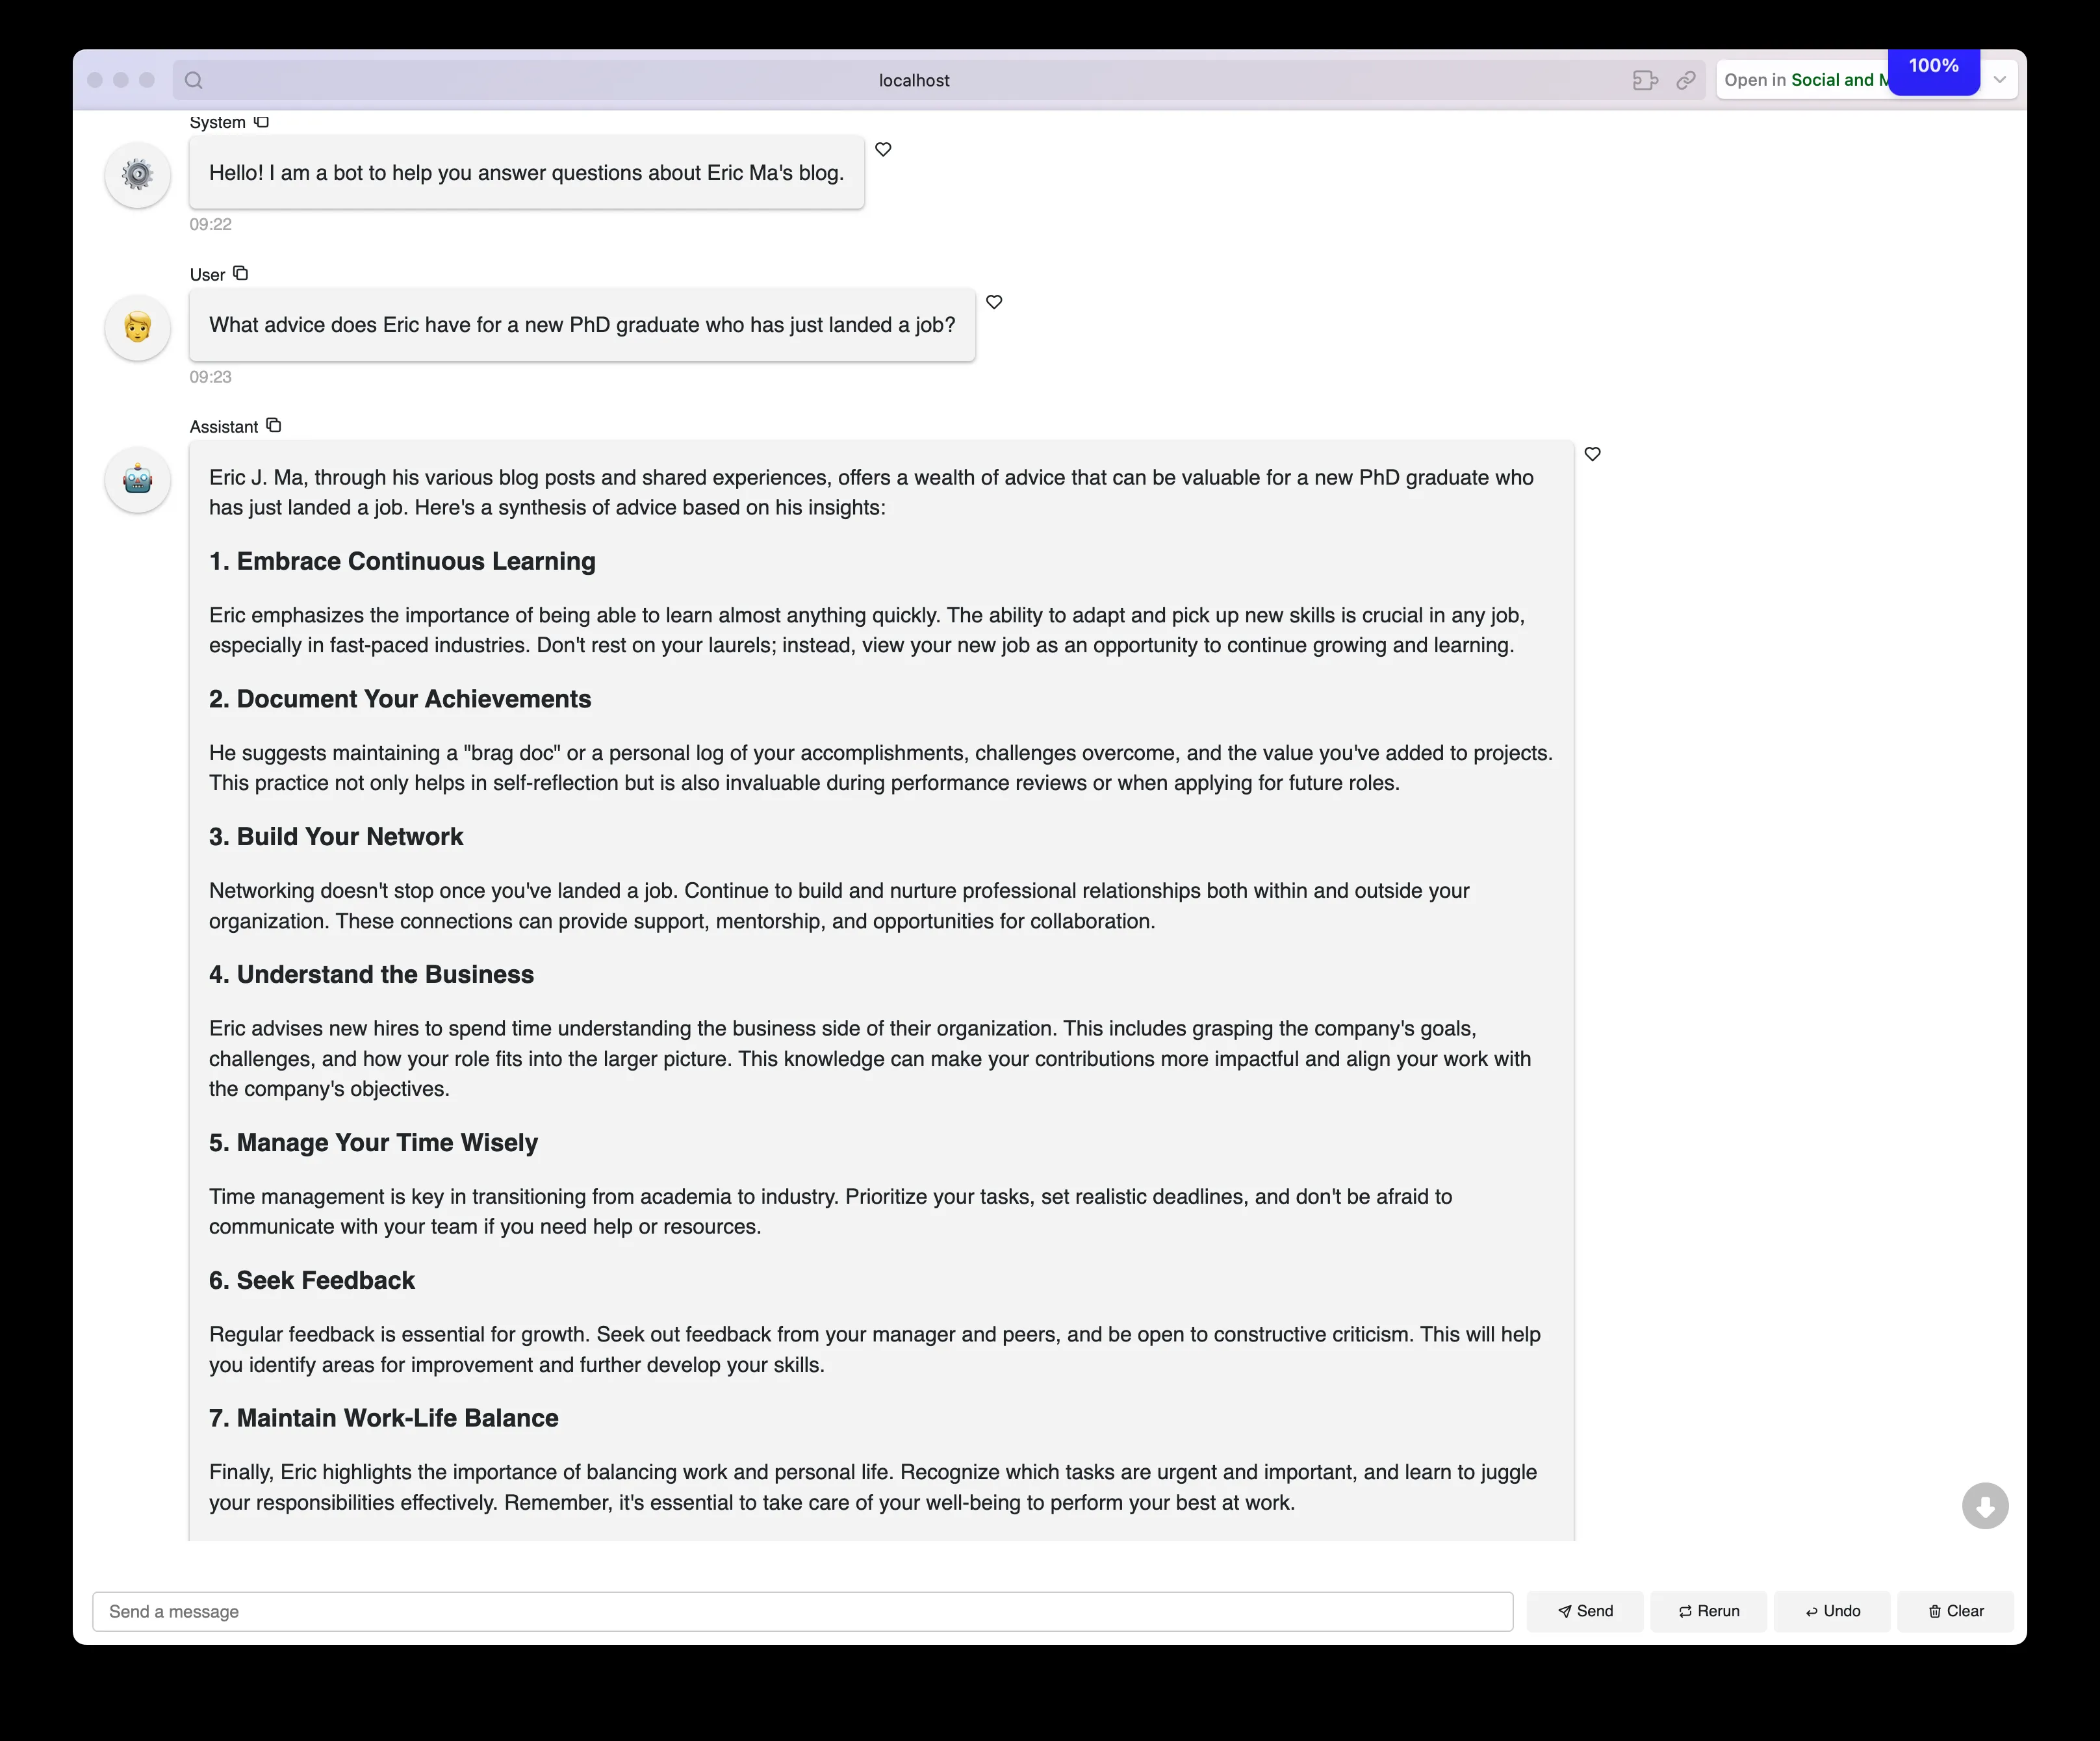 localhost
Open in Social and
100%
System
Hello! I am a bot to help you answer questions about Eric Ma's blog.
09:22
User
What advice does Eric have for a new PhD graduate who has just landed a job?
09:23
Assistant
Eric J. Ma, through his various blog posts and shared experiences, offers a wealth of advice that can be valuable for a new PhD graduate who
has just landed a job. Here's a synthesis of advice based on his insights:
1. Embrace Continuous Learning
Eric emphasizes the importance of being able to learn almost anything quickly. The ability to adapt and pick up new skills is crucial in any job,
especially in fast-paced industries. Don't rest on your laurels; instead, view your new job as an opportunity to continue growing and learning.
2. Document Your Achievements
He suggests maintaining a "brag doc" or a personal log of your accomplishments, challenges overcome, and the value you've added to projects.
This practice not only helps in self-reflection but is also invaluable during performance reviews or when applying for future roles.
3. Build Your Network
Networking doesn't stop once you've landed a job. Continue to build and nurture professional relationships both within and outside your
organization. These connections can provide support, mentorship, and opportunities for collaboration.
4. Understand the Business
Eric advises new hires to spend time understanding the business side of their organization. This includes grasping the company's goals,
challenges, and how your role fits into the larger picture. This knowledge can make your contributions more impactful and align your work with
the company's objectives.
5. Manage Your Time Wisely
Time management is key in transitioning from academia to industry. Prioritize your tasks, set realistic deadlines, and don't be afraid to
communicate with your team if you need help or resources.
6. Seek Feedback
Regular feedback is essential for growth. Seek out feedback from your manager and peers, and be open to constructive criticism. This will help
you identify areas for improvement and further develop your skills.
7. Maintain Work-Life Balance
Finally, Eric highlights the importance of balancing work and personal life. Recognize which tasks are urgent and important, and learn to juggle
your responsibilities effectively. Remember, it's essential to take care of your well-being to perform your best at work.
Send a message
Send
Rerun
Undo
Clear